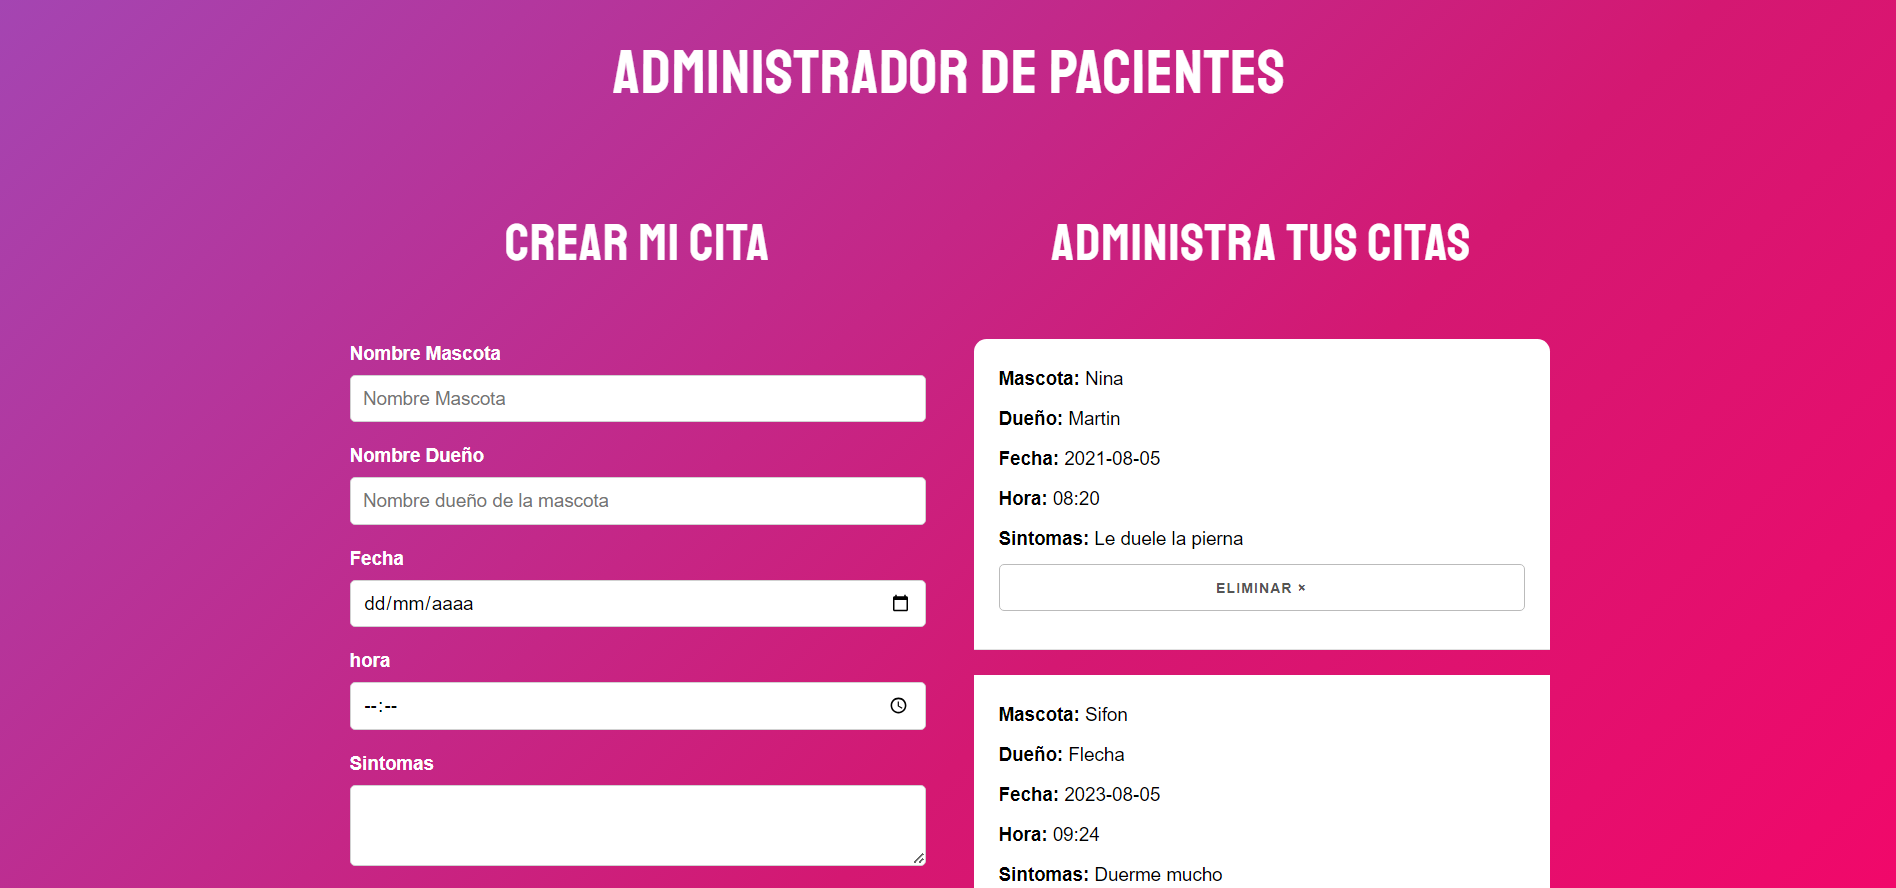 ADMINISTRADOR DE PACIENTES
CREAR MI CITA
Nombre Mascota
Nombre Mascota
Nombre Dueño
Nombre dueño de la mascota
Fecha
dd/mm/aaaa
hora
--:--
Sintomas
ADMINISTRA TUS CITAS
Mascota: Nina
Dueño: Martin
Fecha: 2021-08-05
Hora: 08:20
Sintomas: Le duele la pierna
ELIMINAR ×
Mascota: Sifon
Dueño: Flecha
Fecha: 2023-08-05
Hora: 09:24
Sintomas: Duerme mucho